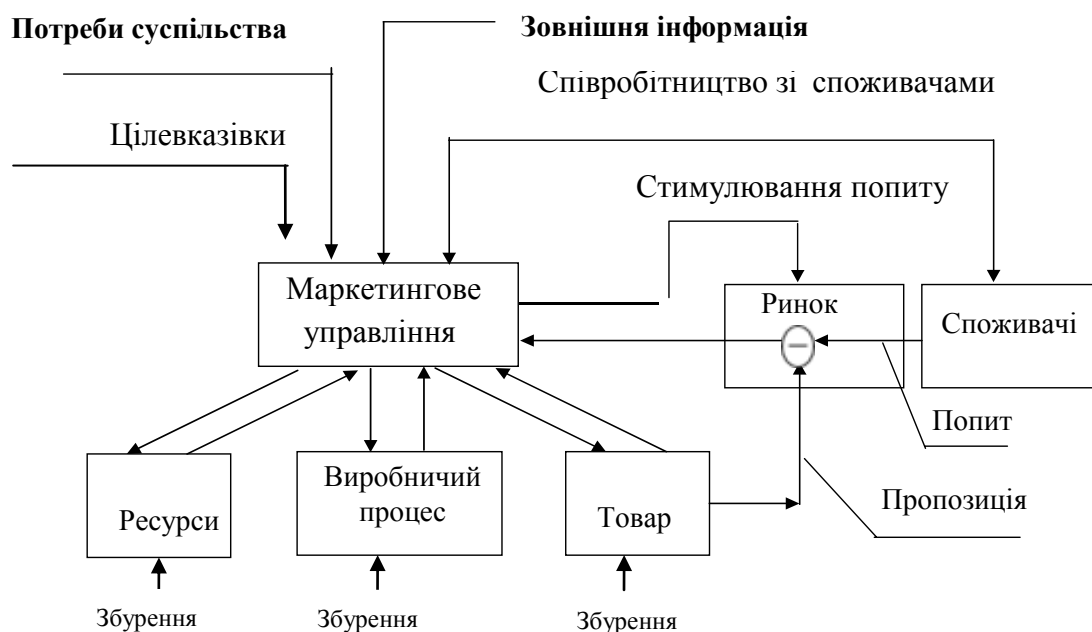 Потреби суспільства
Зовнішня інформація
Співробітництво зі споживачами
Цілевказівки
Стимулювання попиту
Маркетингове
управління
Ринок
Споживачі
Попит
Виробничий
процес
Ресурси
Товар
Пропозиція
Збурення
Збурення
Збурення